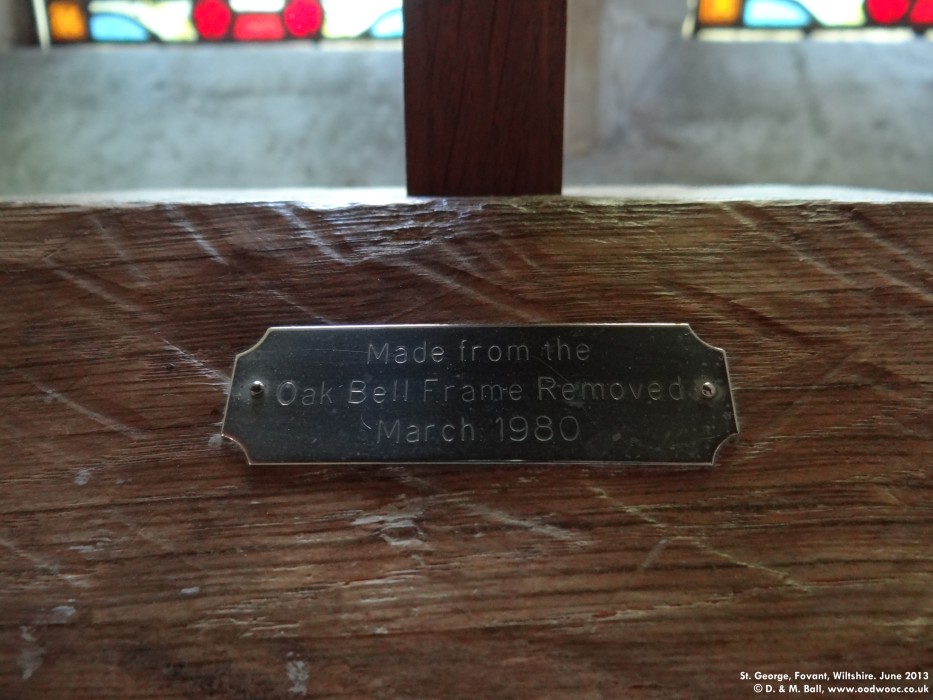 Made from the
Oak Bell Frame Removed
March 1980
St. George, Fovant, Wiltshire. June 2013
© D. & M. Ball, www.oodwooc.co.uk